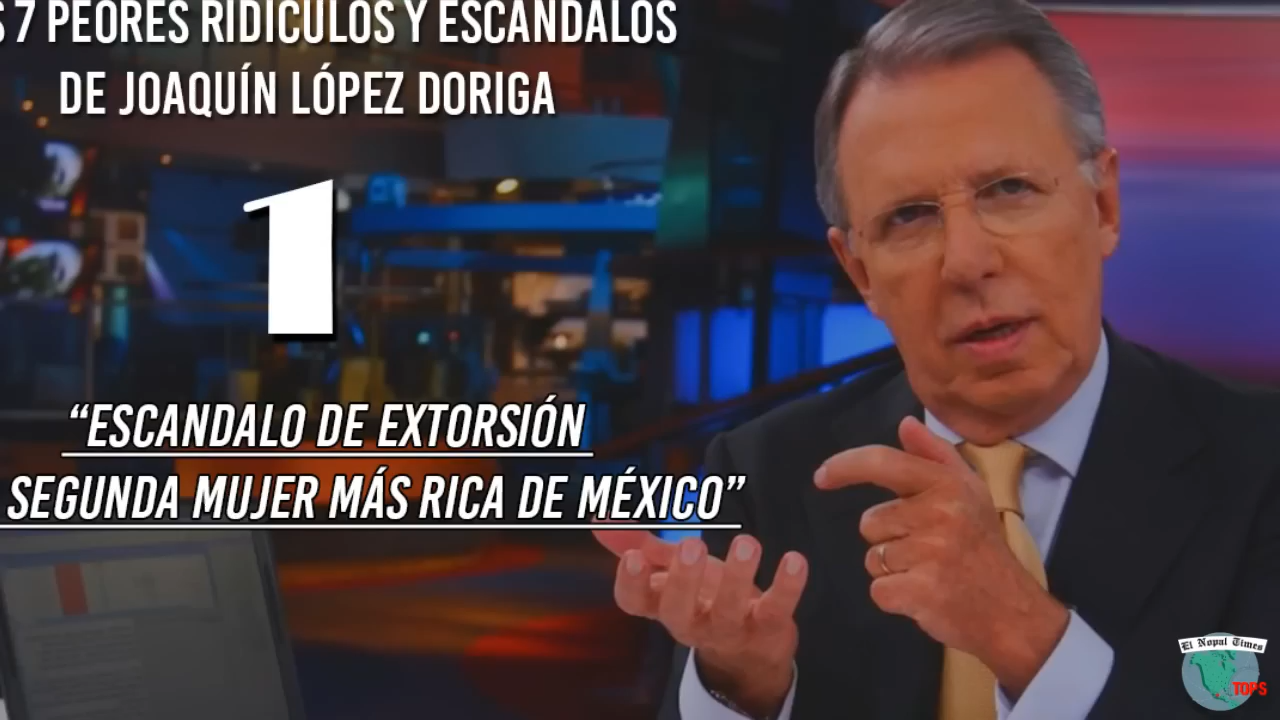 S 7 PEORES RIDICULOS Y ESCANDALOS
DE JOAQUÍN LÓPEZ DORIGA
1
“ESCANDALO DE EXTORSIÓN
SEGUNDA MUJER MÁS RICA DE MÉXICO”
El Nopal Times
TOPS